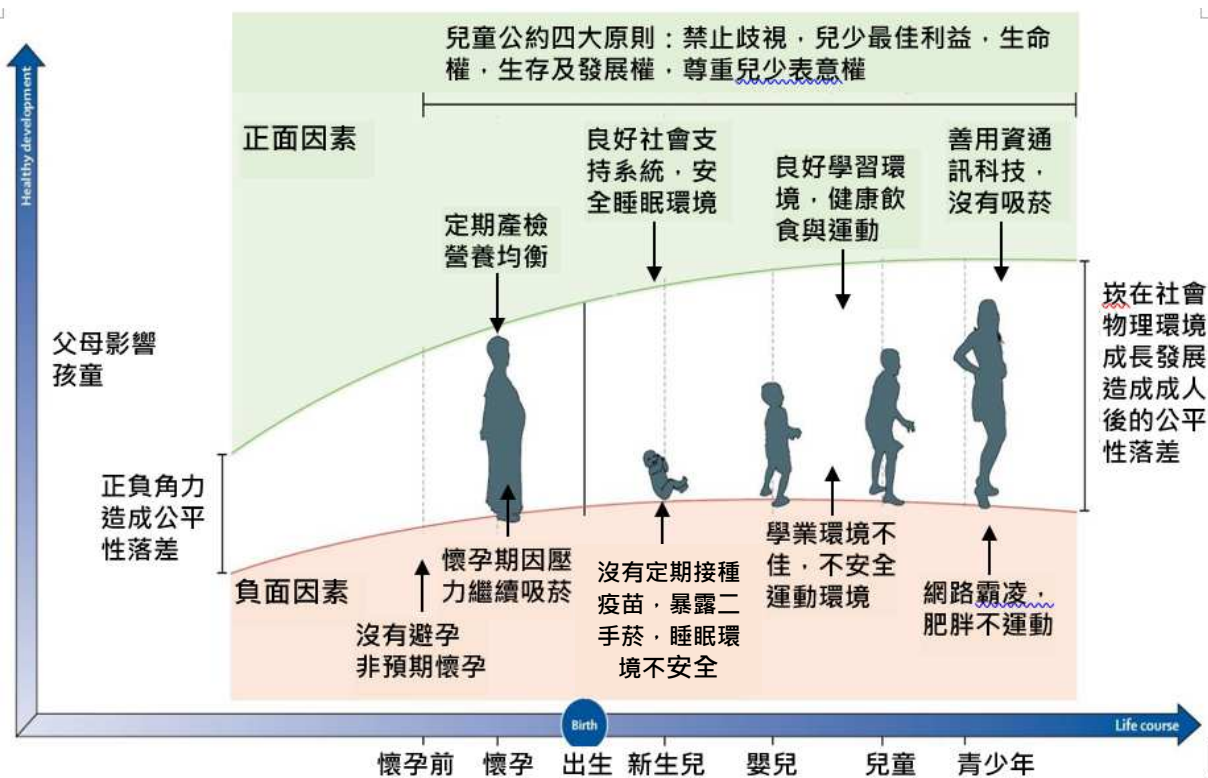 兒童公約四大原則：禁止歧視，兒少最佳利益，生命
權，生存及發展權，尊重兒少表意權
Healthy development
正面因素
定期產檢
營養均衡
良好社會支
持系統，安
全睡眠環境
良好學習環
境，健康飲
食與運動
善用資通
訊科技，
沒有吸菸
父母影響
孩童
正負角力
造成公平
性落差
崁在社會
物理環境
成長發展
造成成人
後的公平
性落差
負面因素
沒有避孕
非預期懷孕
懷孕期因壓
力繼續吸菸
沒有定期接種
疫苗，暴露二
手菸，睡眠環
境不安全
學業環境不
佳，不安全
運動環境
網路霸凌，
肥胖不運動
Birth
Life course
懷孕前 懷孕 出生 新生兒 嬰兒 兒童 青少年